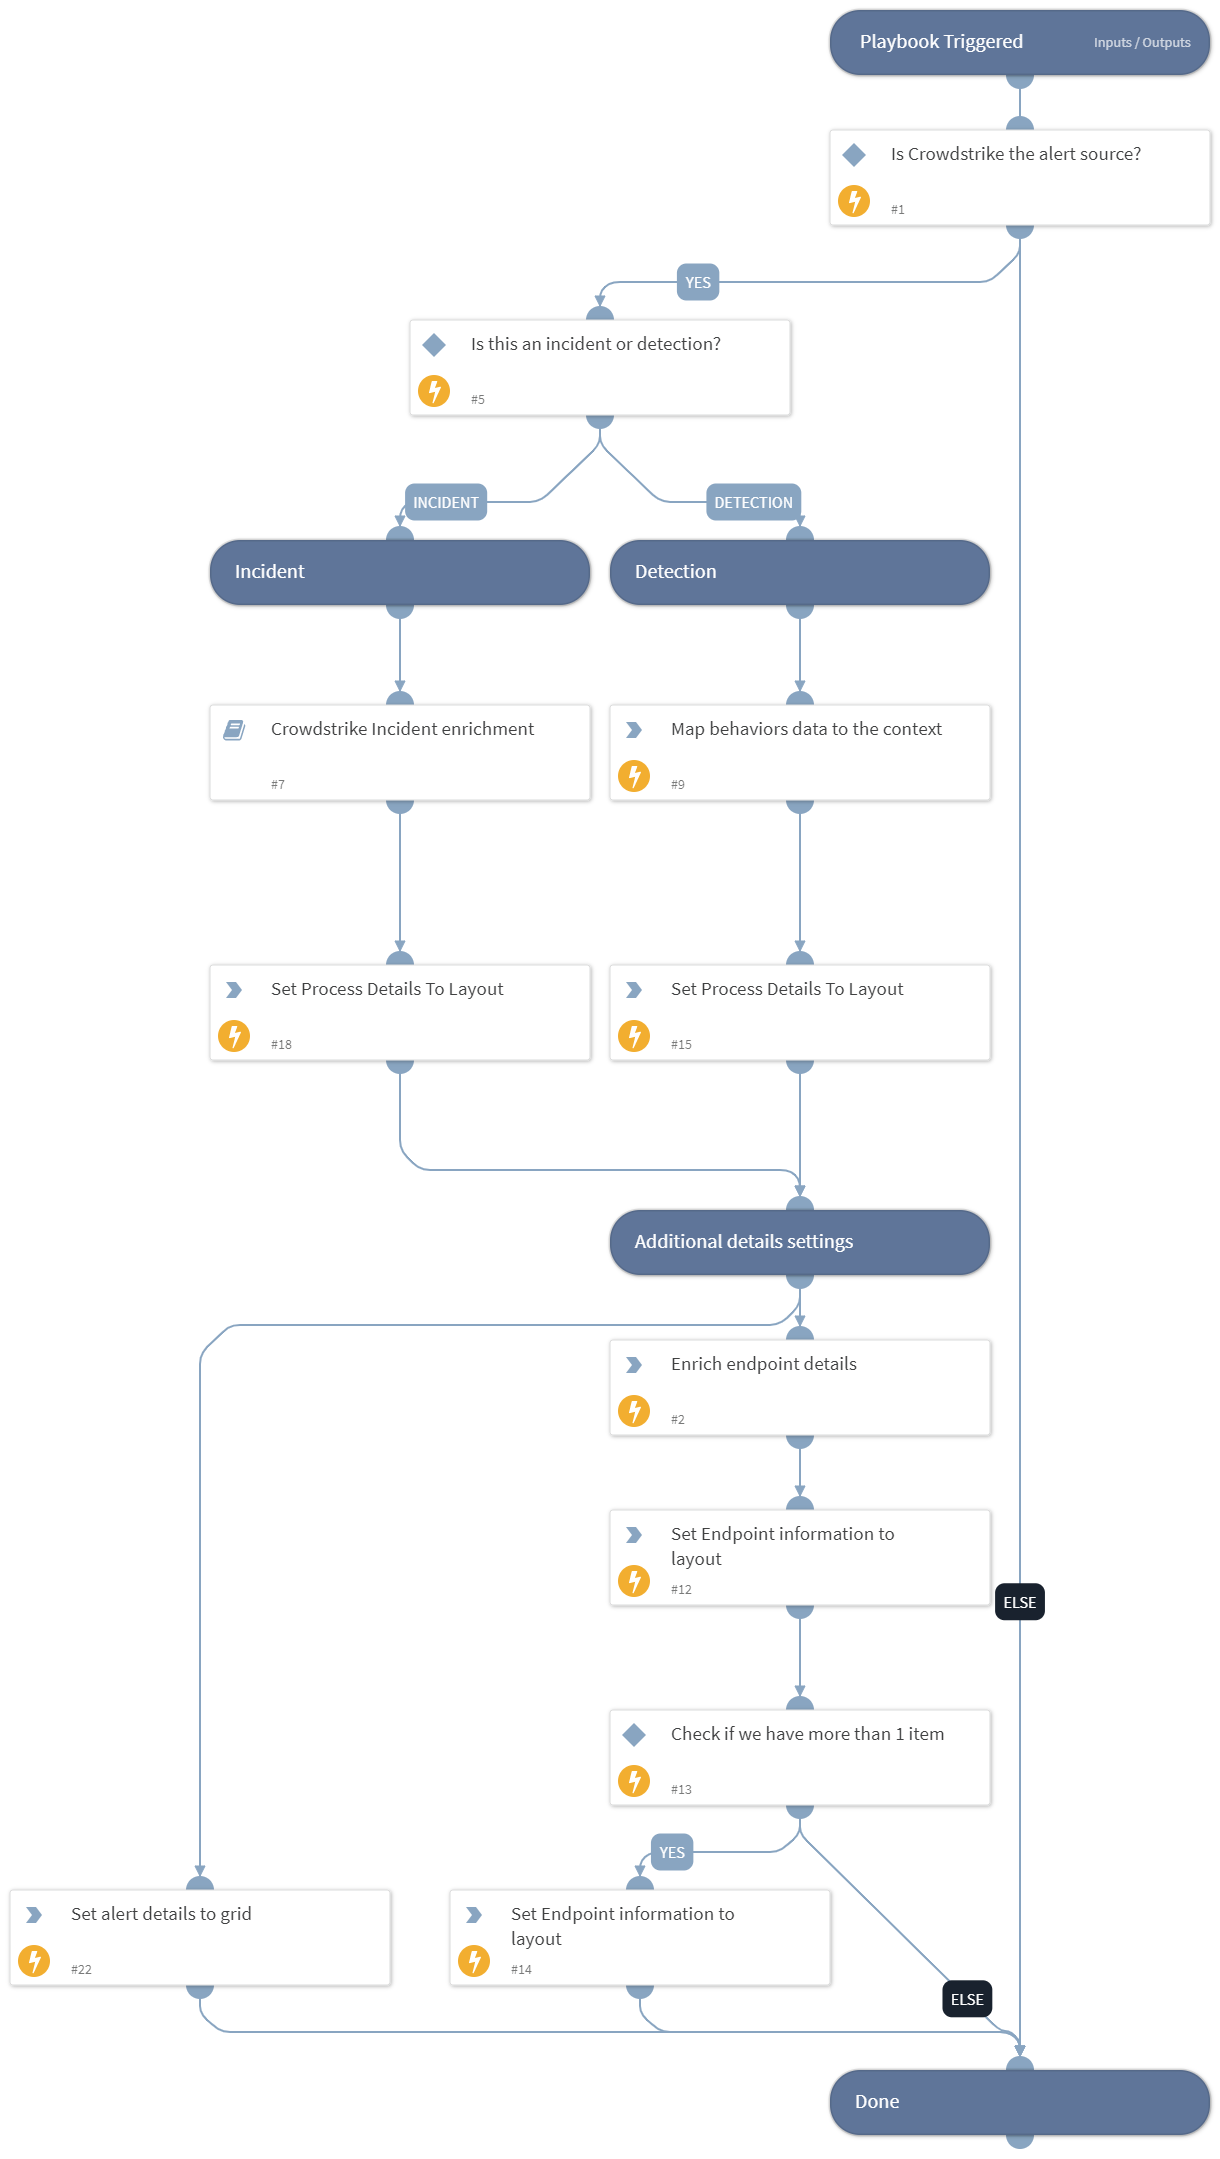 Playbook Triggered
Inputs / Outputs
Is Crowdstrike the alert source?
#1
YES
Is this an incident or detection?
#5
INCIDENT
DETECTION
Incident
Detection
Crowdstrike Incident enrichment
#7
Map behaviors data to the context
#9
Set Process Details To Layout
#18
Set Process Details To Layout
#15
Additional details settings
Enrich endpoint details
#2
Set Endpoint information to
layout
#12
ELSE
Check if we have more than 1 item
#13
YES
Set alert details to grid
#22
Set Endpoint information to
layout
#14
ELSE
Done